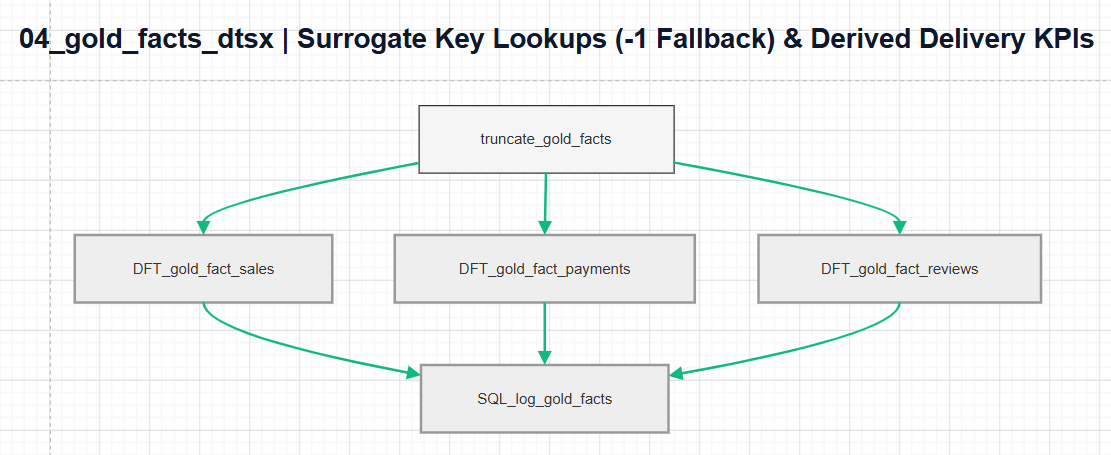 04_gold_facts_dtsx | Surrogate Key Lookups (-1 Fallback) & Derived Delivery KPIs
truncate_gold_facts
DFT_gold_fact_sales
DFT_gold_fact_payments
DFT_gold_fact_reviews
SQL_log_gold_facts